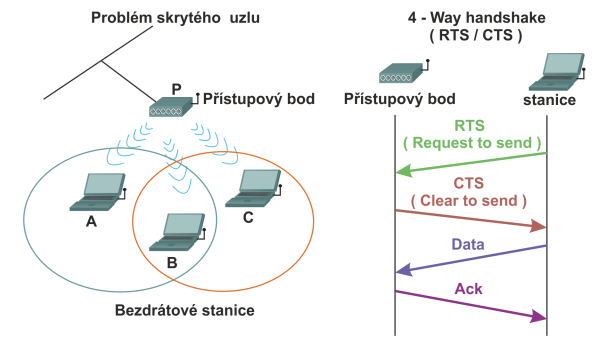 Problém skrytého uzlu
P
Přístupový bod
A
C
B
Bezdrátové stanice
4 - Way handshake
( RTS / CTS )
Přístupový bod
stanice
RTS
( Request to send )
CTS
( Clear to send )
Data
Ack